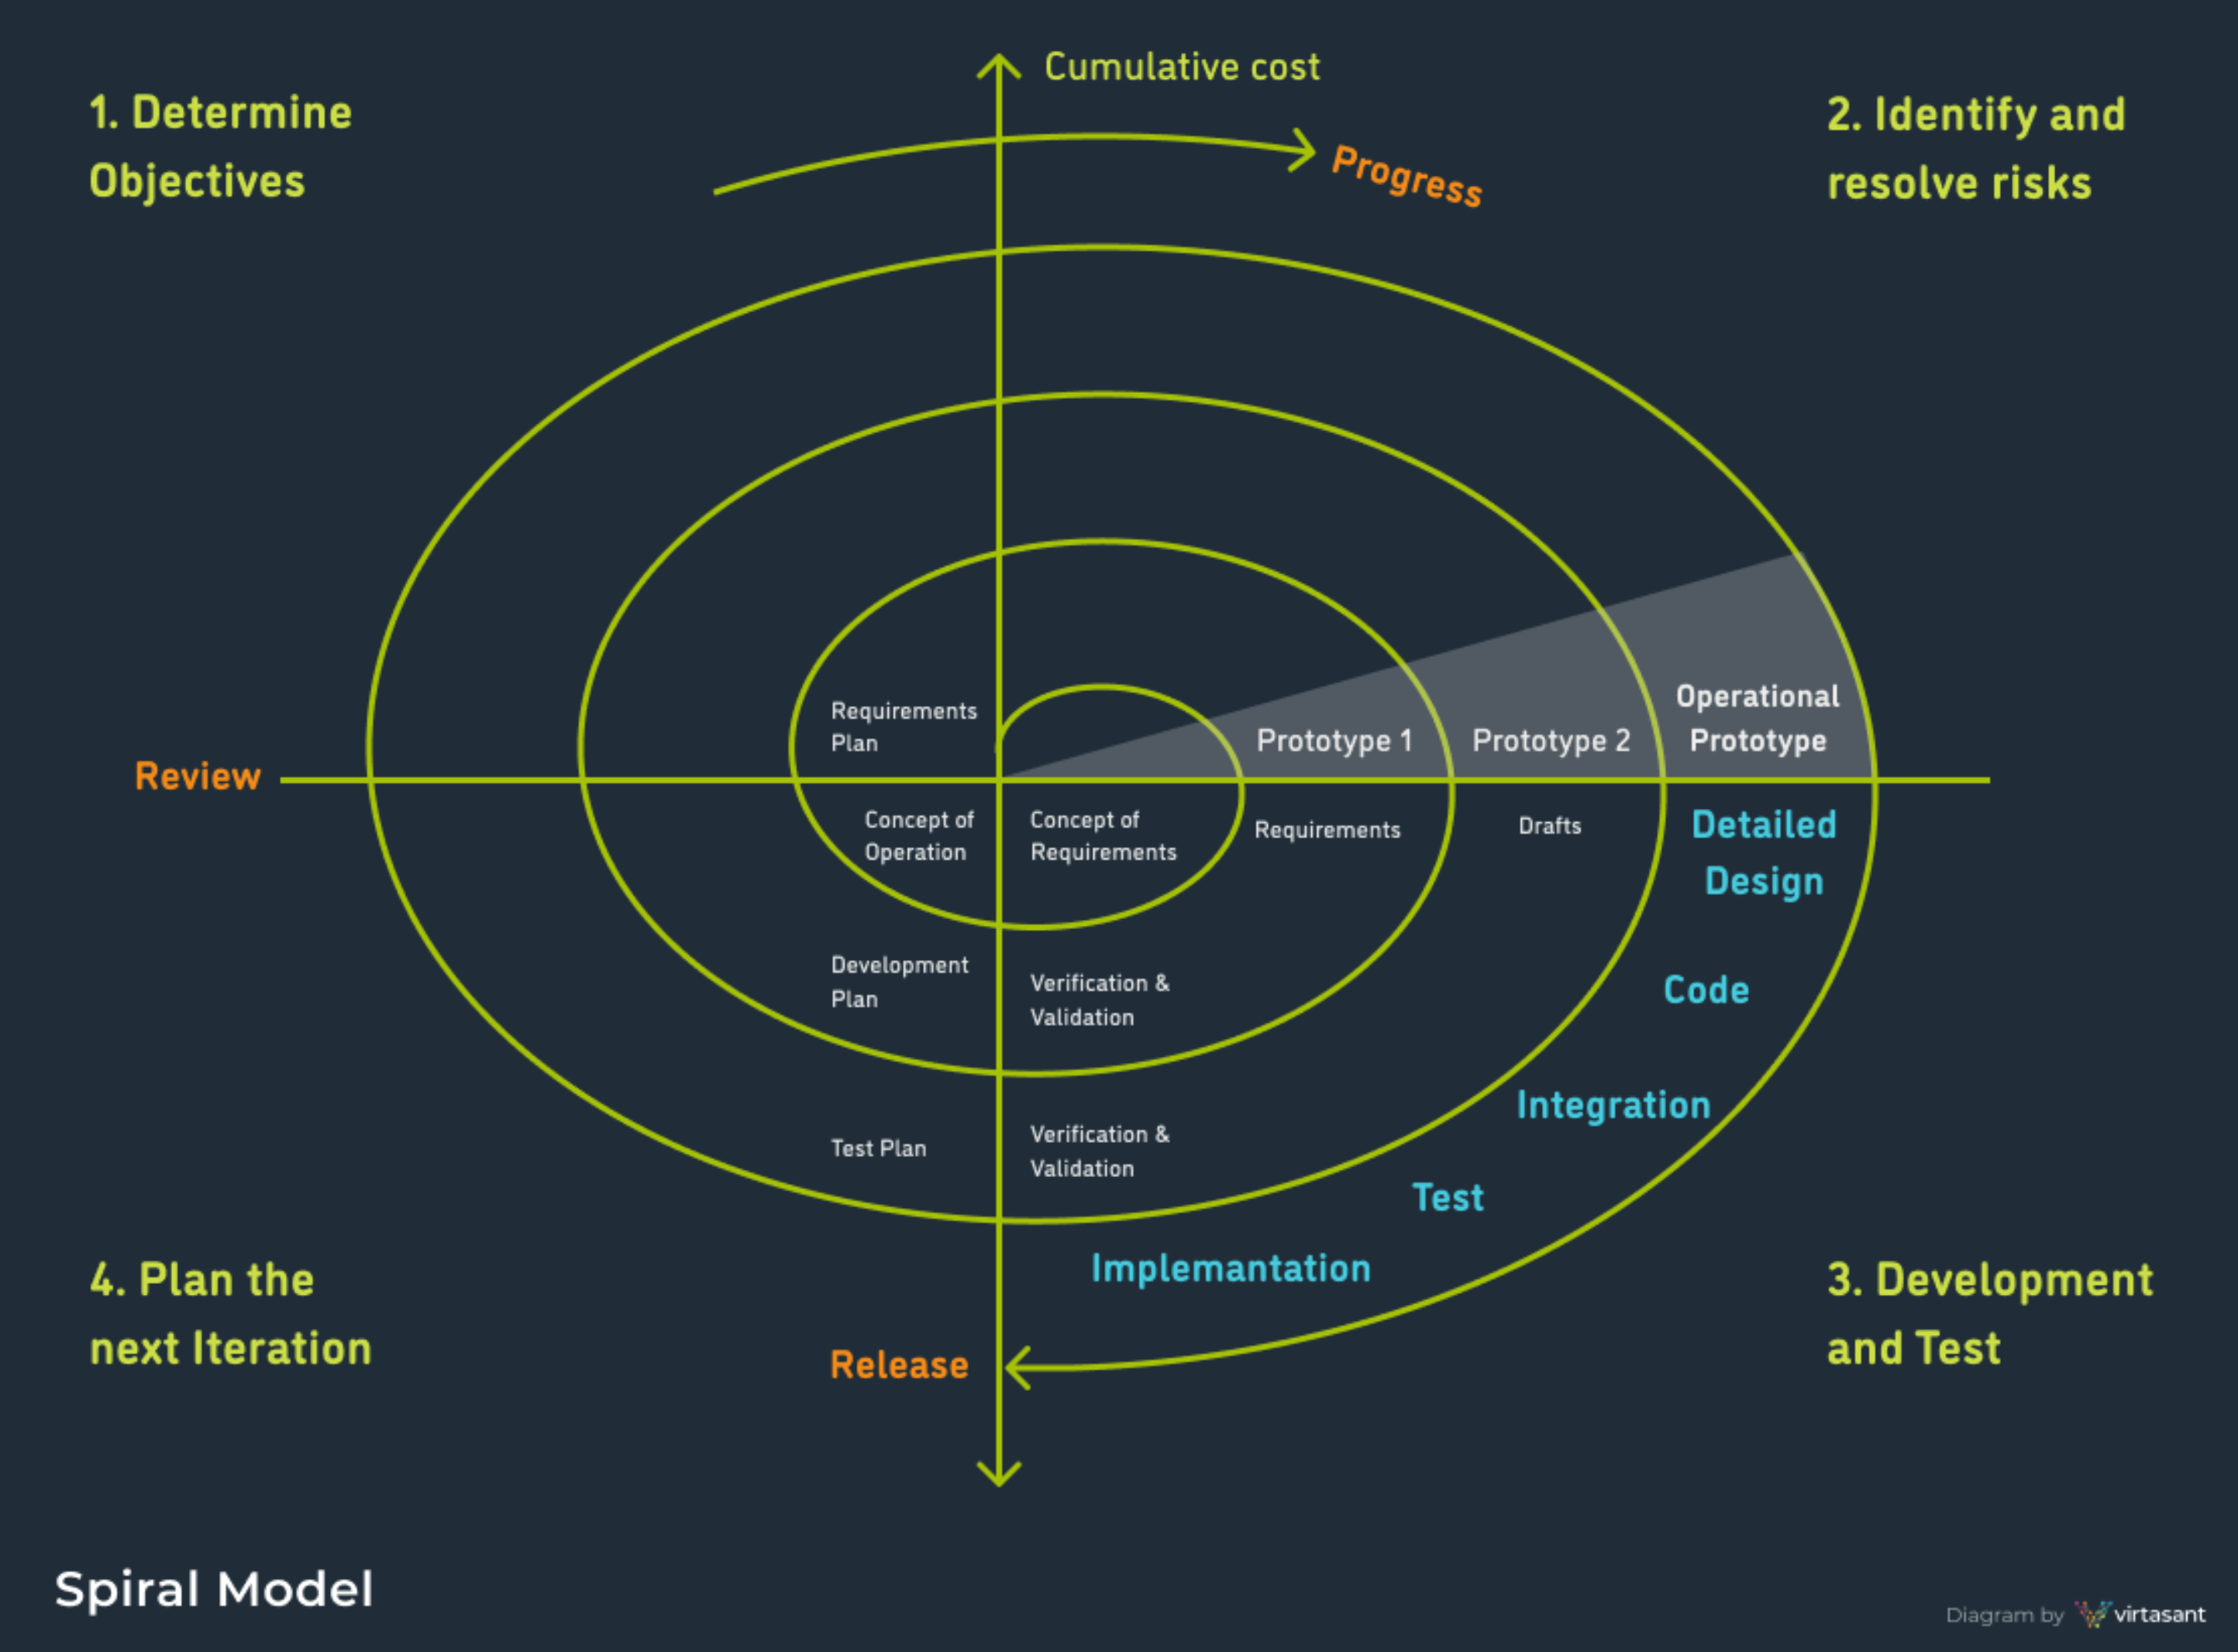 Cumulative cost
1. Determine
Objectives
Progress
2. Identify and
resolve risks
Requirements
Plan
Prototype 1
Prototype 2
Operational
Prototype
Review
Concept of
Operation
Concept of
Requirements
Requirements
Drafts
Detailed
Design
Development
Plan
Verification &
Validation
Code
Integration
Test Plan
Verification &
Validation
Test
Implemantation
4. Plan the
next Iteration
Release
3. Development
and Test
Spiral Model
Diagram by virtasant